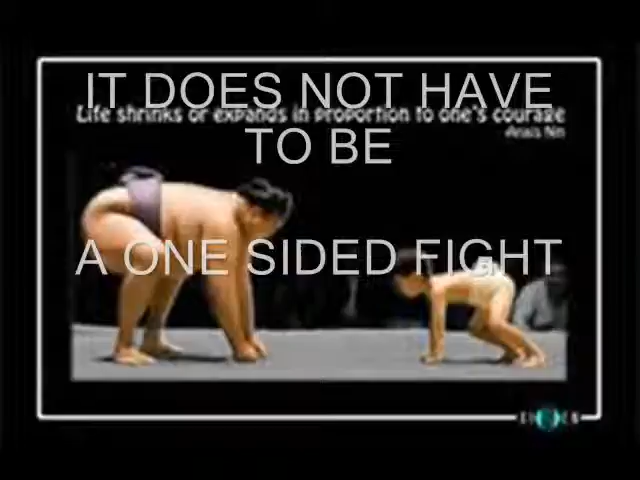 IT DOES NOT HAVE
Life shrinks or expands in proportion to one's courage
Anais Nin
TO BE
A ONE SIDED FIGHT